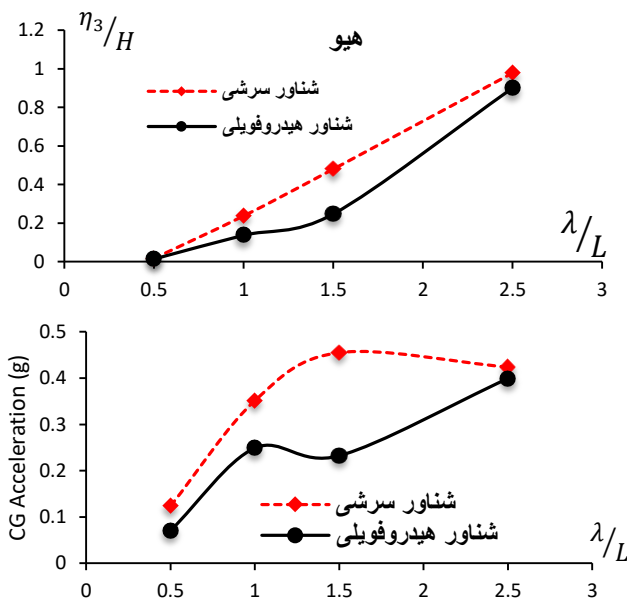 η₃/H
هیو
1.2
1
0.8
0.6
0.4
0.2
0
شناور سرشی
شناور هیدروفویلی
λ/L
0 0.5 1 1.5 2 2.5 3
0.5
0.4
0.3
0.2
0.1
0
CG Acceleration (g)
شناور سرشی
شناور هیدروفویلی
λ/L
0 0.5 1 1.5 2 2.5 3